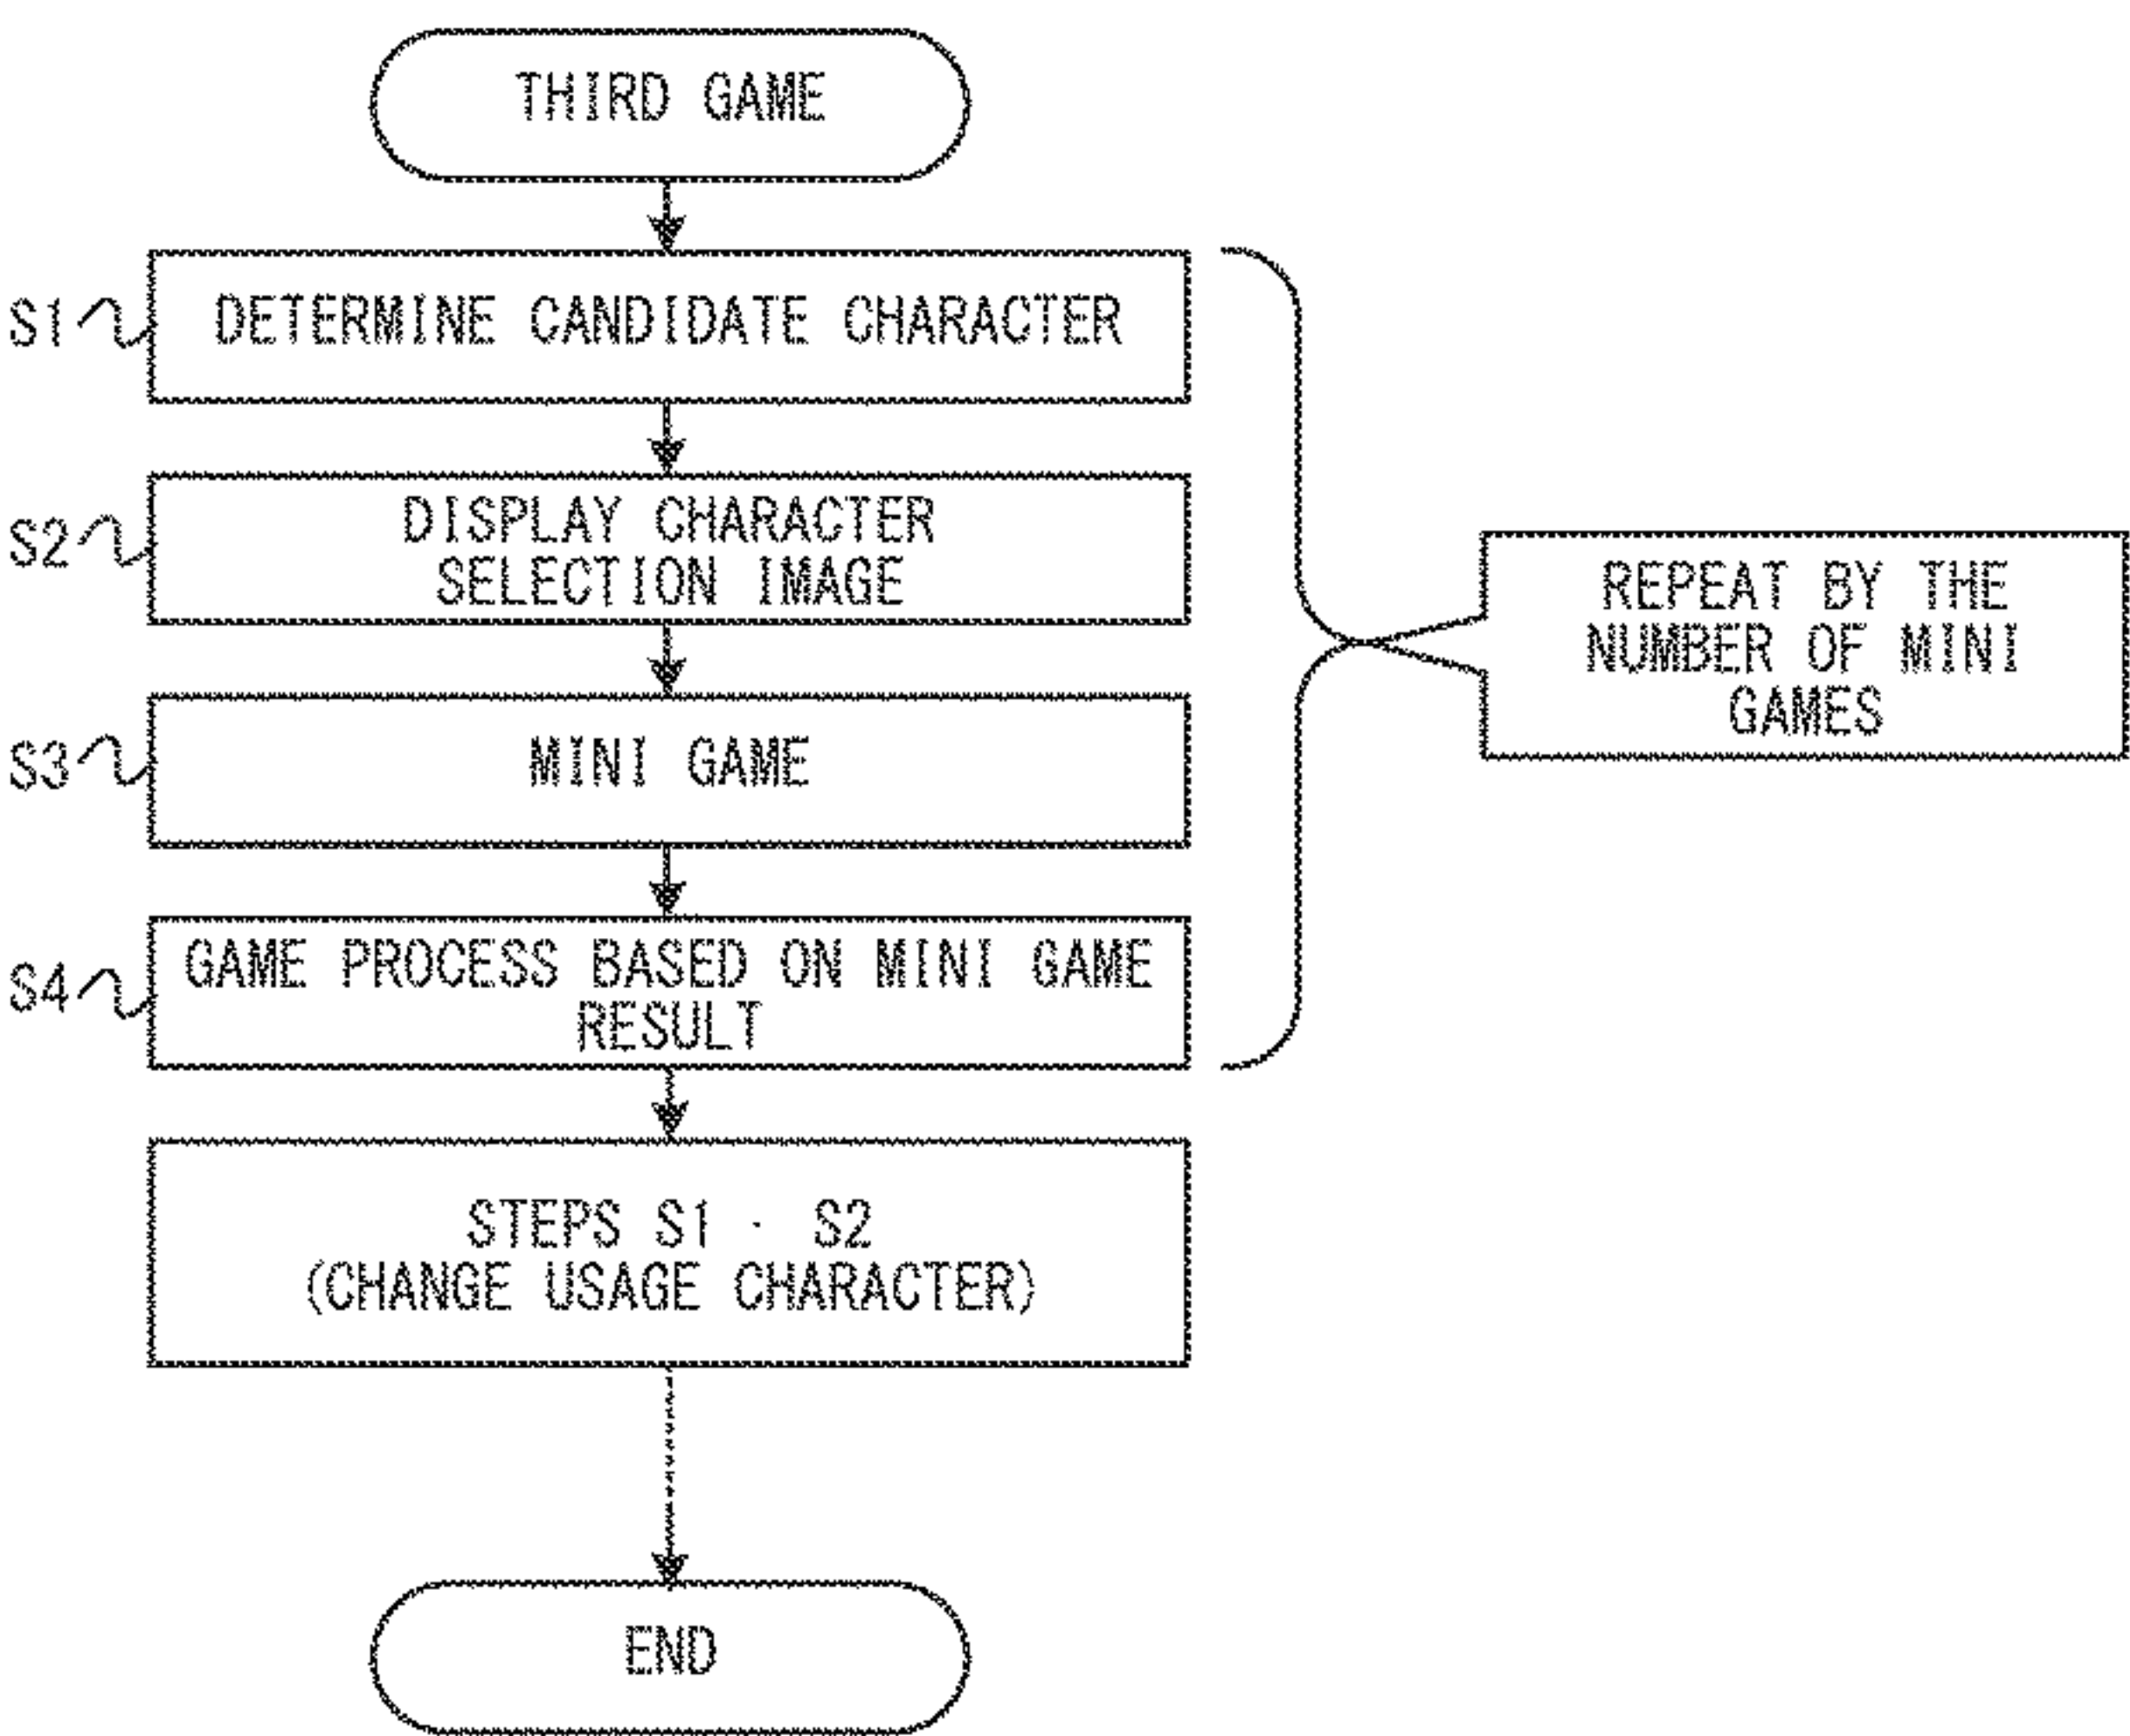 THIRD GAME
S1
DETERMINE CANDIDATE CHARACTER
S2
DISPLAY CHARACTER
SELECTION IMAGE
S3
MINI GAME
S4
GAME PROCESS BASED ON MINI GAME
RESULT
REPEAT BY THE
NUMBER OF MINI
GAMES
STEPS S1 - S2
(CHANGE USAGE CHARACTER)
END